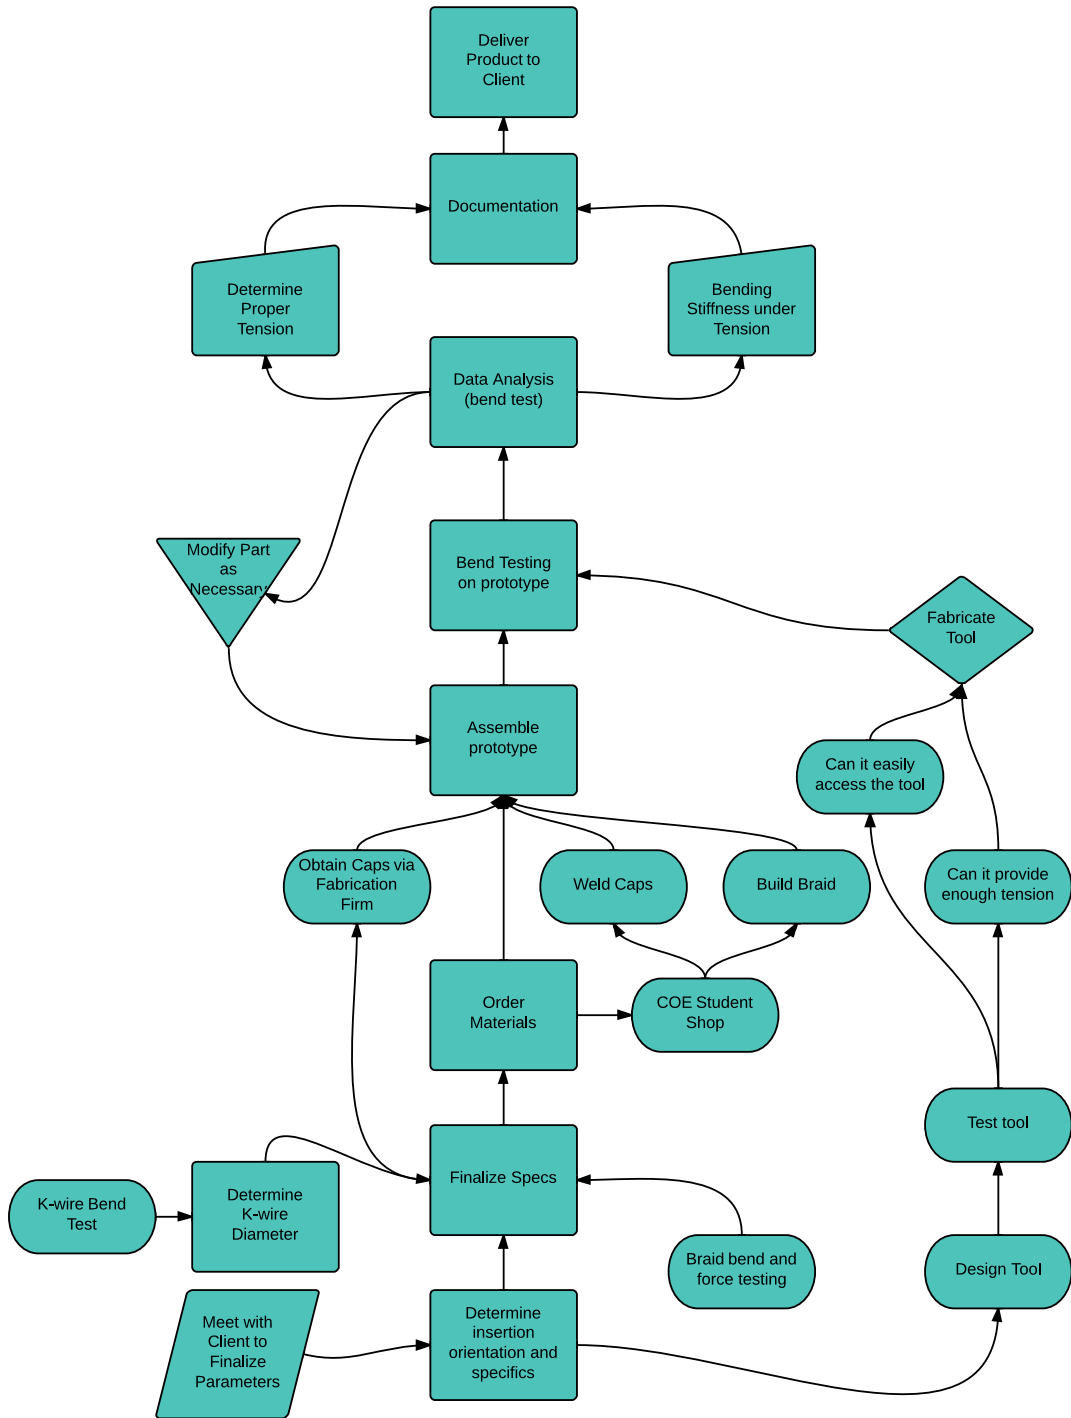 Deliver
Product to
Client
Documentation
Determine
Proper
Tension
Bending
Stiffness under
Tension
Data Analysis
(bend test)
Modify Part
as
Necessary
Bend Testing
on prototype
Fabricate
Tool
Assemble
prototype
Can it easily
access the tool
Obtain Caps via
Fabrication
Firm
Weld Caps
Build Braid
Can it provide
enough tension
Order
Materials
COE Student
Shop
Test tool
Finalize Specs
K-wire Bend
Test
Determine
K-wire
Diameter
Braid bend and
force testing
Design Tool
Meet with
Client to
Finalize
Parameters
Determine
insertion
orientation and
specifics